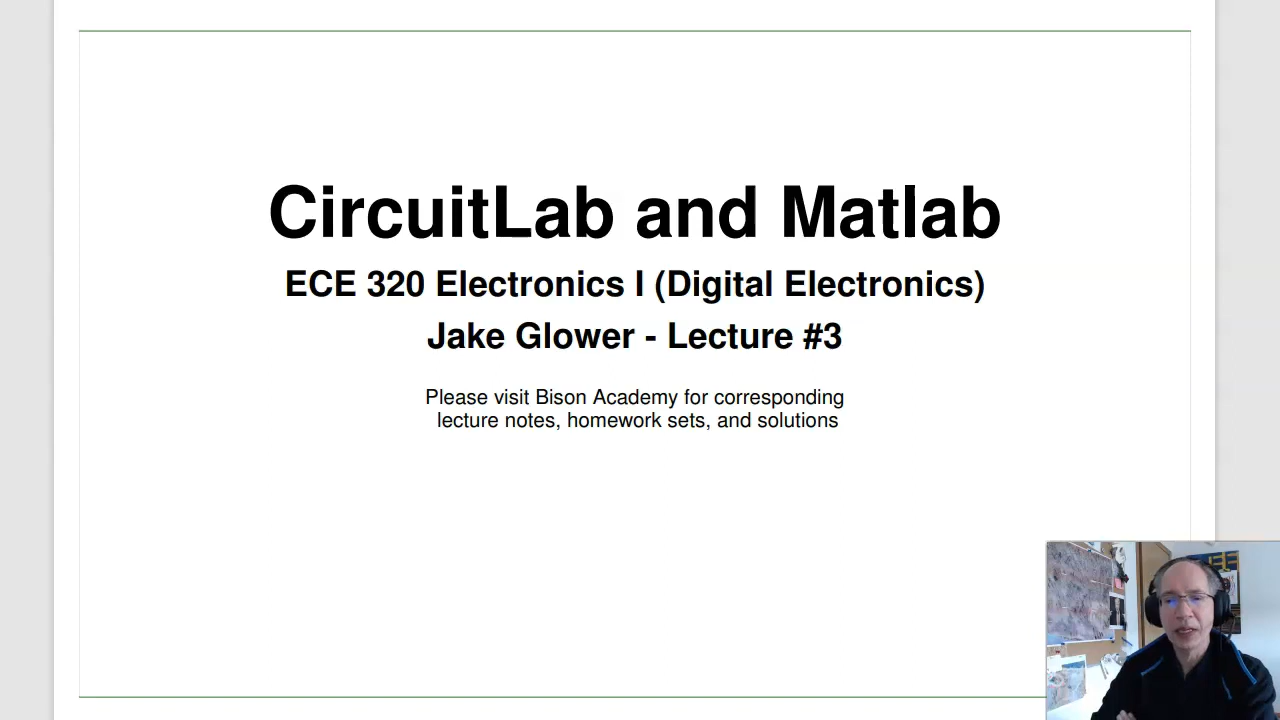 CircuitLab and Matlab
ECE 320 Electronics I (Digital Electronics)
Jake Glower - Lecture #3
Please visit Bison Academy for corresponding
lecture notes, homework sets, and solutions